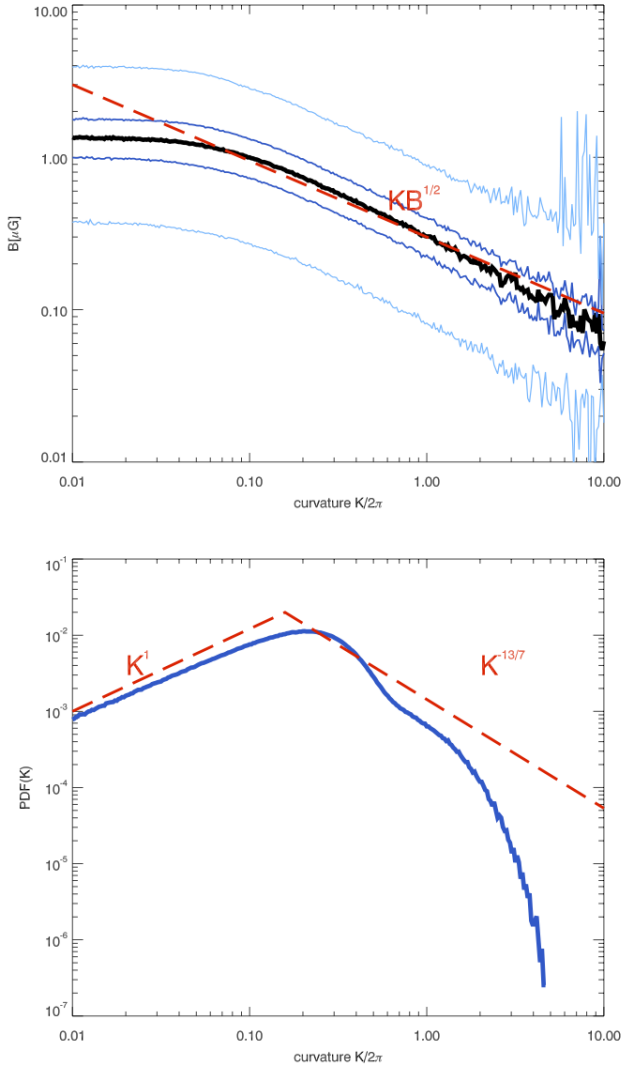 10.00
1.00
0.10
0.01
B[μG]
KB^1/2
0.01 0.10 1.00 10.00
curvature K/2π
10^-1
10^-2
10^-3
10^-4
10^-5
10^-6
10^-7
PDF(K)
K^1
K^-13/7
0.01 0.10 1.00 10.00
curvature K/2π